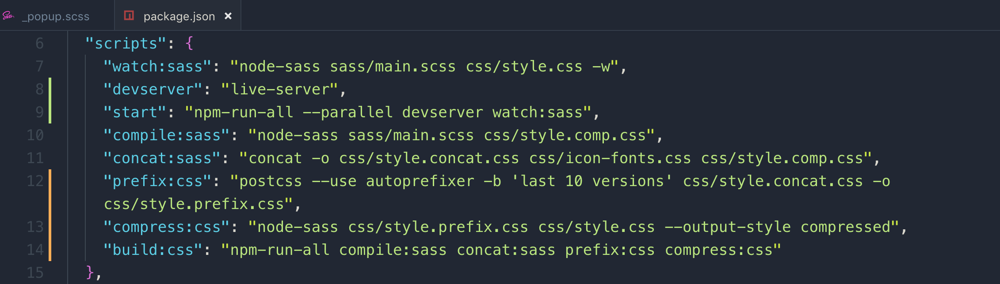 Sass _popup.scss package.json ×
6 "scripts": {
7 "watch:sass": "node-sass sass/main.scss css/style.css -w",
8 "devserver": "live-server",
9 "start": "npm-run-all --parallel devserver watch:sass",
10 "compile:sass": "node-sass sass/main.scss css/style.comp.css",
11 "concat:sass": "concat -o css/style.concat.css css/icon-fonts.css css/style.comp.css",
12 "prefix:css": "postcss --use autoprefixer -b 'last 10 versions' css/style.concat.css -o
css/style.prefix.css",
13 "compress:css": "node-sass css/style.prefix.css css/style.css --output-style compressed",
14 "build:css": "npm-run-all compile:sass concat:sass prefix:css compress:css"
15 },